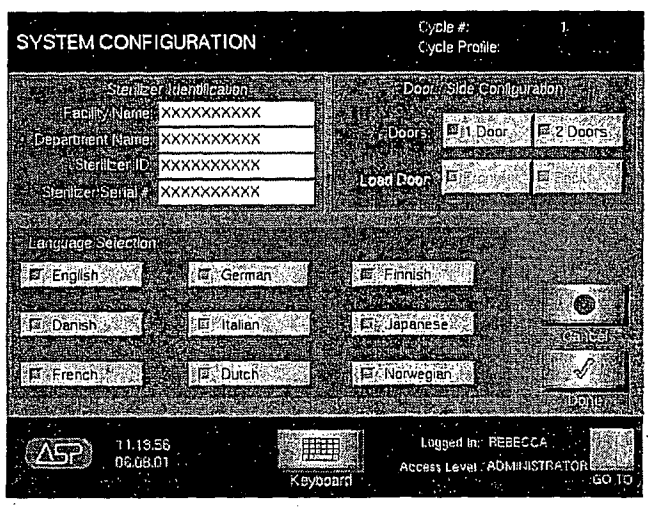 SYSTEM CONFIGURATION
Cycle #: 1
Cycle Profile:
Sterilizer Identification
Facility Name: XXXXXXXXXX
Department Name: XXXXXXXXXX
Sterilizer ID: XXXXXXXXXX
Sterilizer Serial #: XXXXXXXXXX
Door / Side Configuration
Doors: 1 Door 2 Doors
Load Door:
Language Selection
English German Finnish
Danish Italian Japanese
French Dutch Norwegian
Cancel
Done
ASP
11.13.56
06.08.01
Keyboard
Logged In: REBECCA
Access Level: ADMINISTRATOR
GO TO